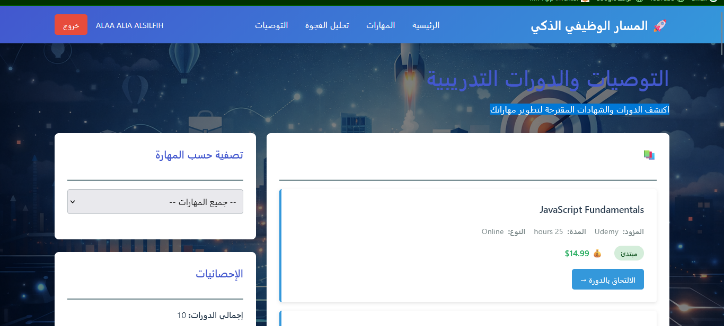 🚀 المسار الوظيفي الذكي
الرئيسية المهارات تحليل الفجوة التوصيات
ALAA ALIA ALSILHH خروج
التوصيات والدورات التدريبية
اكتشف الدورات والشهادات المقترحة لتطوير مهاراتك
JavaScript Fundamentals
المزود: Udemy المدة: 25 hours النوع: Online
مبتدئ 💰 $14.99
الالتحاق بالدورة →
تصفية حسب المهارة
-- جميع المهارات --
الإحصائيات
إجمالي الدورات: 10